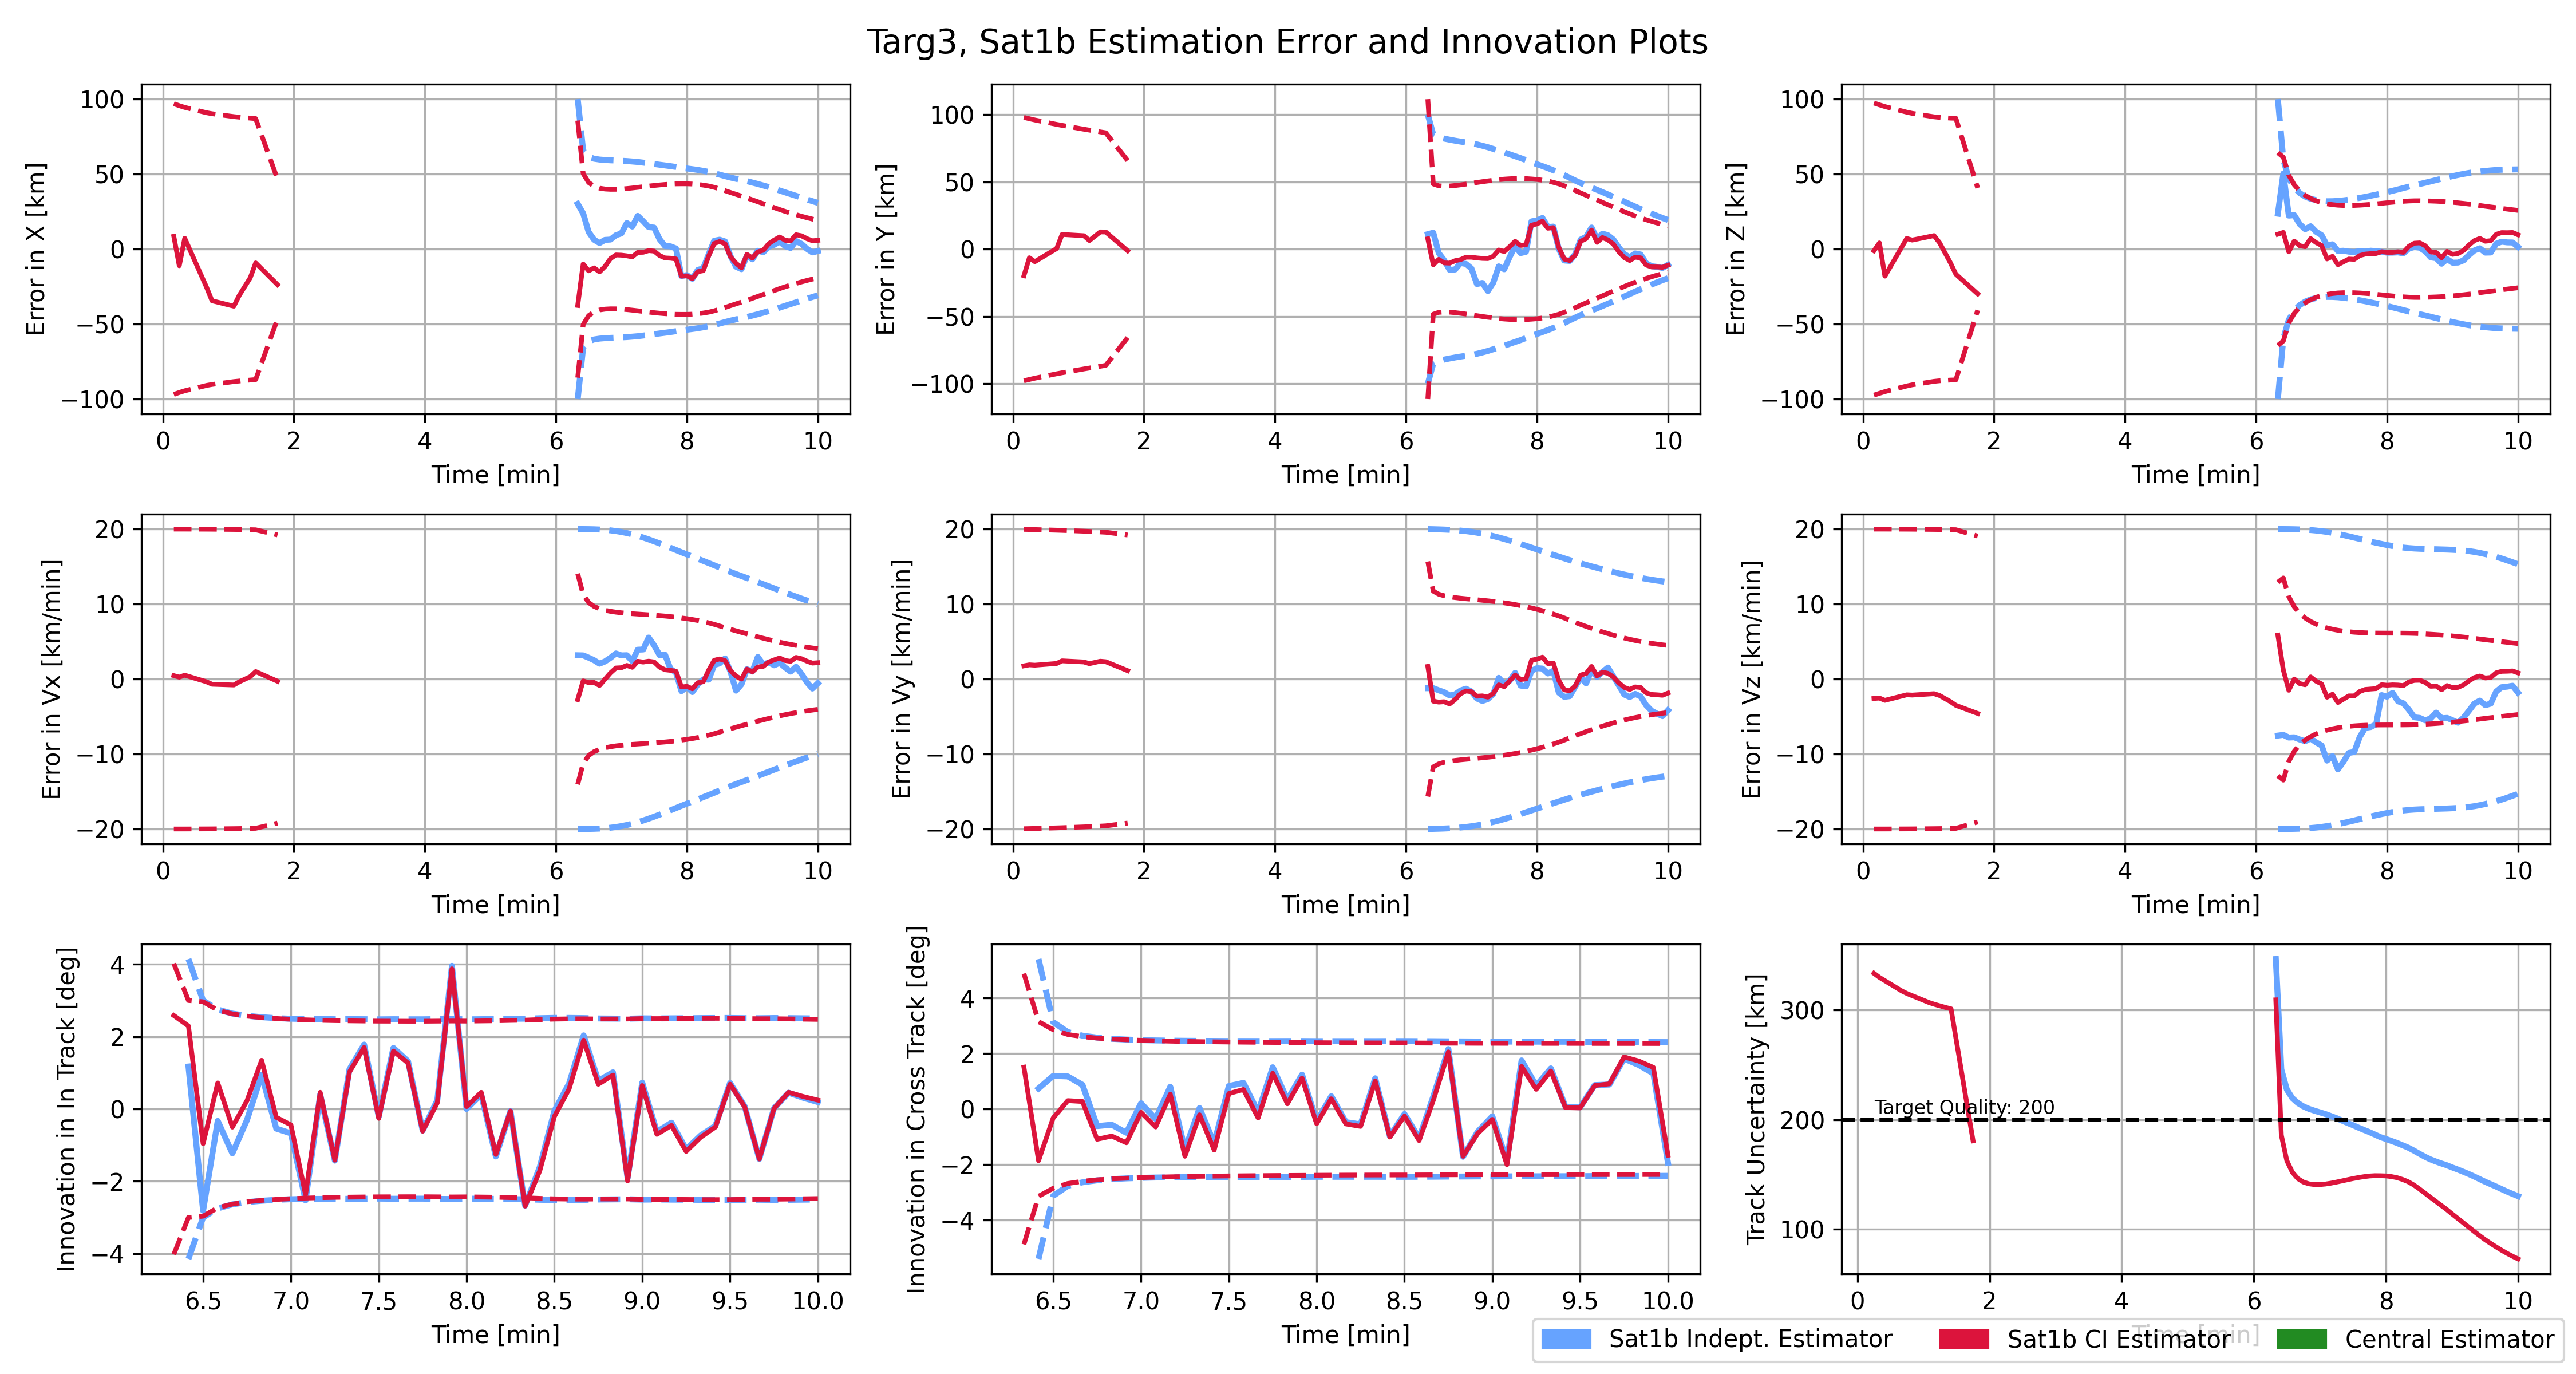 Targ3, Sat1b Estimation Error and Innovation Plots
Error in X [km]
100
50
0
−50
−100
0 2 4 6 8 10
Time [min]
Error in Y [km]
100
50
0
−50
−100
0 2 4 6 8 10
Time [min]
Error in Z [km]
100
50
0
−50
−100
0 2 4 6 8 10
Time [min]
Error in Vx [km/min]
20
10
0
−10
−20
0 2 4 6 8 10
Time [min]
Error in Vy [km/min]
20
10
0
−10
−20
0 2 4 6 8 10
Time [min]
Error in Vz [km/min]
20
10
0
−10
−20
0 2 4 6 8 10
Time [min]
Innovation in In Track [deg]
4
2
0
−2
−4
6.5 7.0 7.5 8.0 8.5 9.0 9.5 10.0
Time [min]
Innovation in Cross Track [deg]
4
2
0
−2
−4
6.5 7.0 7.5 8.0 8.5 9.0 9.5 10.0
Time [min]
Track Uncertainty [km]
300
200
100
Target Quality: 200
0 2 4 6 8 10
Time [min]
Sat1b Indept. Estimator
Sat1b CI Estimator
Central Estimator